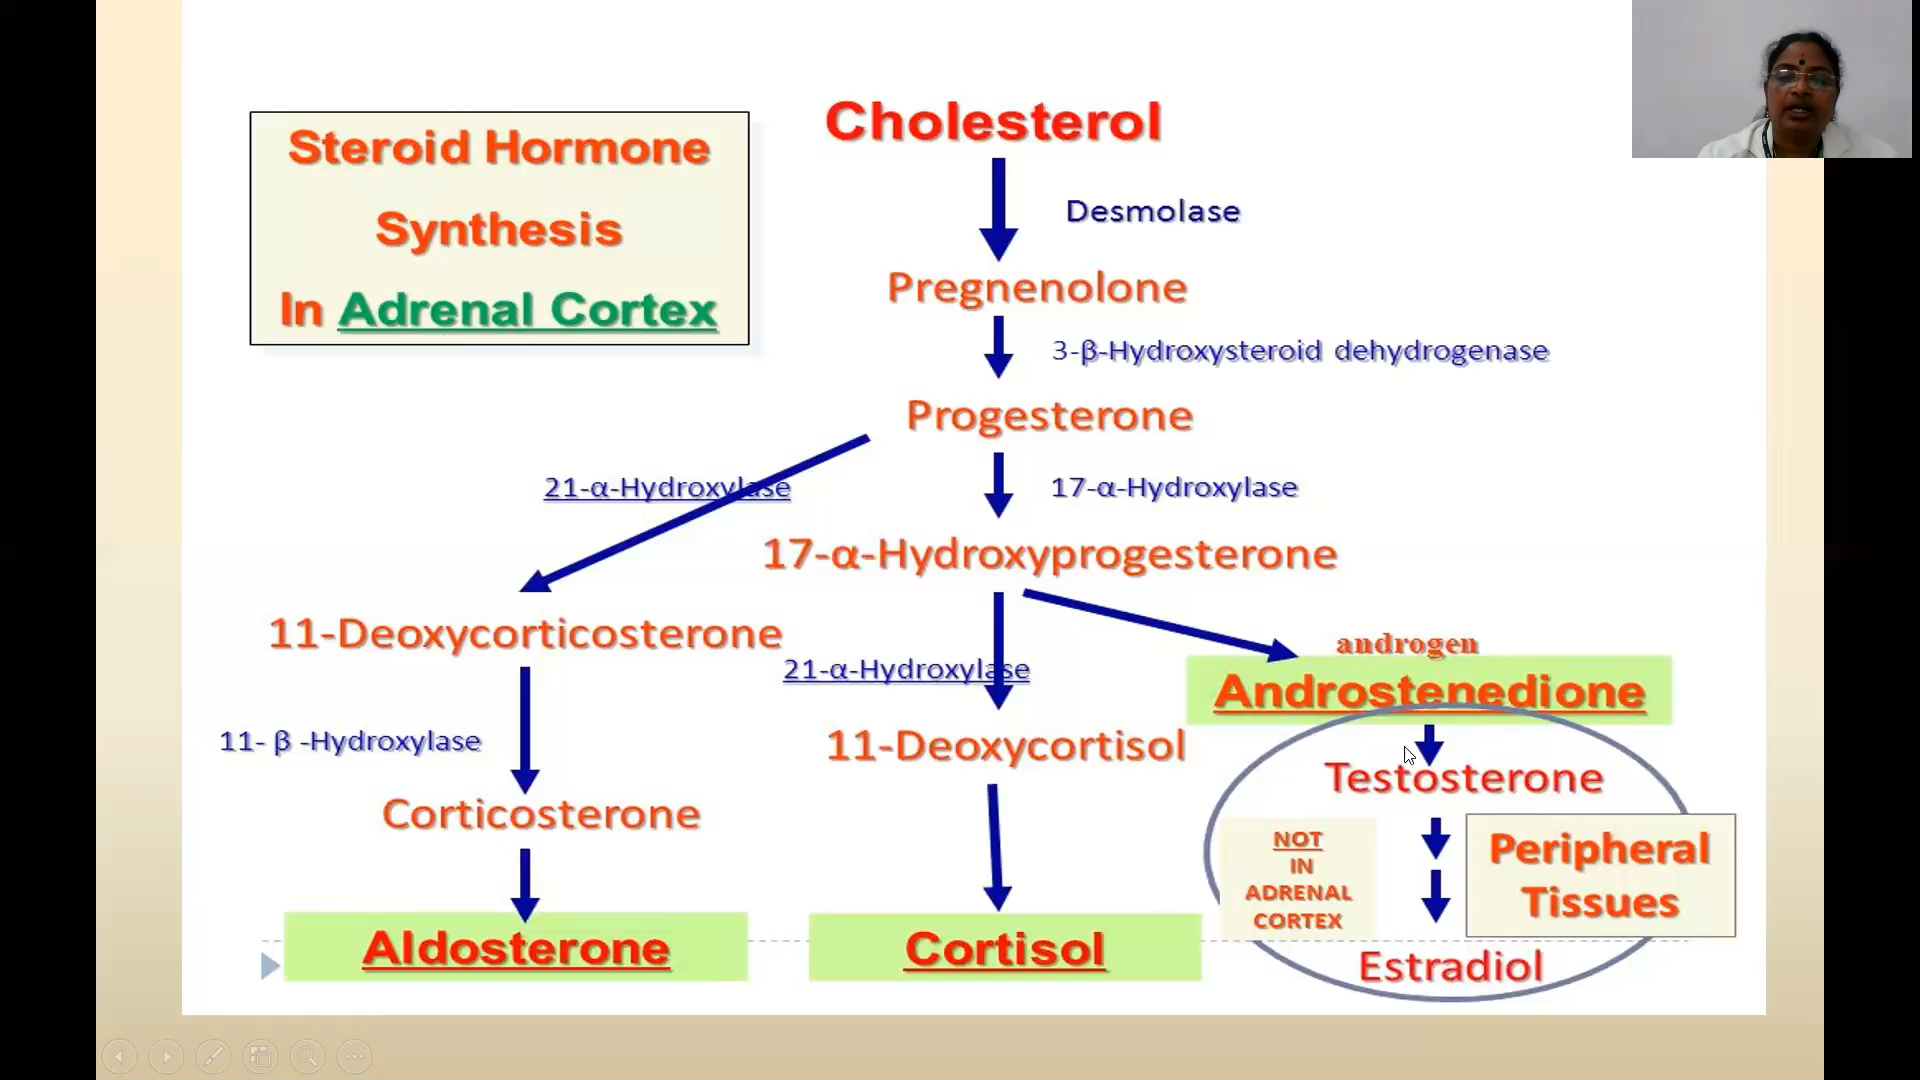 Steroid Hormone
Synthesis
In Adrenal Cortex
Cholesterol
Desmolase
Pregnenolone
3-β-Hydroxysteroid dehydrogenase
Progesterone
21-α-Hydroxylase
17-α-Hydroxylase
17-α-Hydroxyprogesterone
11-Deoxycorticosterone
21-α-Hydroxylase
androgen
Androstenedione
11- β -Hydroxylase
11-Deoxycortisol
Testosterone
Corticosterone
NOT
IN
ADRENAL
CORTEX
Peripheral
Tissues
Aldosterone
Cortisol
Estradiol